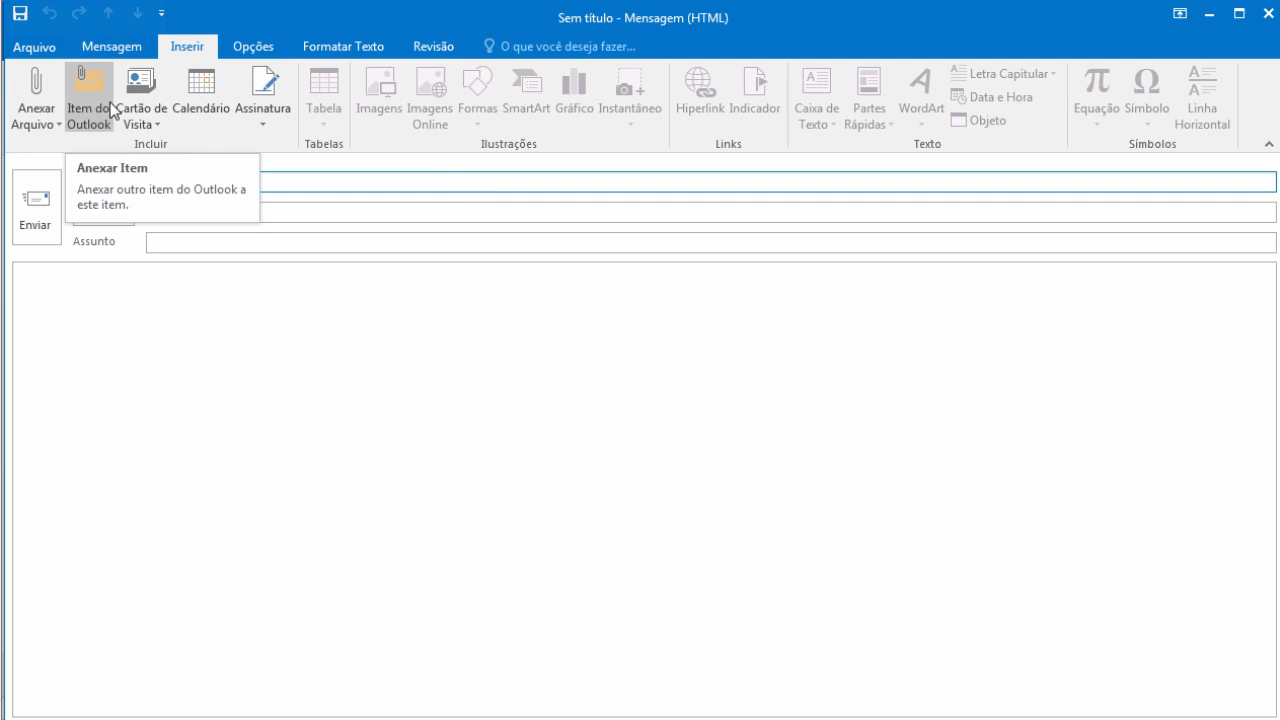 Sem título - Mensagem (HTML)
Arquivo Mensagem Inserir Opções Formatar Texto Revisão O que você deseja fazer...
Anexar Arquivo
Item do Outlook
Cartão de Visita
Calendário
Assinatura
Incluir
Tabela
Tabelas
Imagens
Imagens Online
Formas
SmartArt
Gráfico
Instantâneo
Ilustrações
Hiperlink
Indicador
Links
Caixa de Texto
Partes Rápidas
WordArt
Letra Capitular
Data e Hora
Objeto
Texto
Equação
Símbolo
Linha Horizontal
Símbolos
Anexar Item
Anexar outro item do Outlook a
este item.
Enviar
Assunto